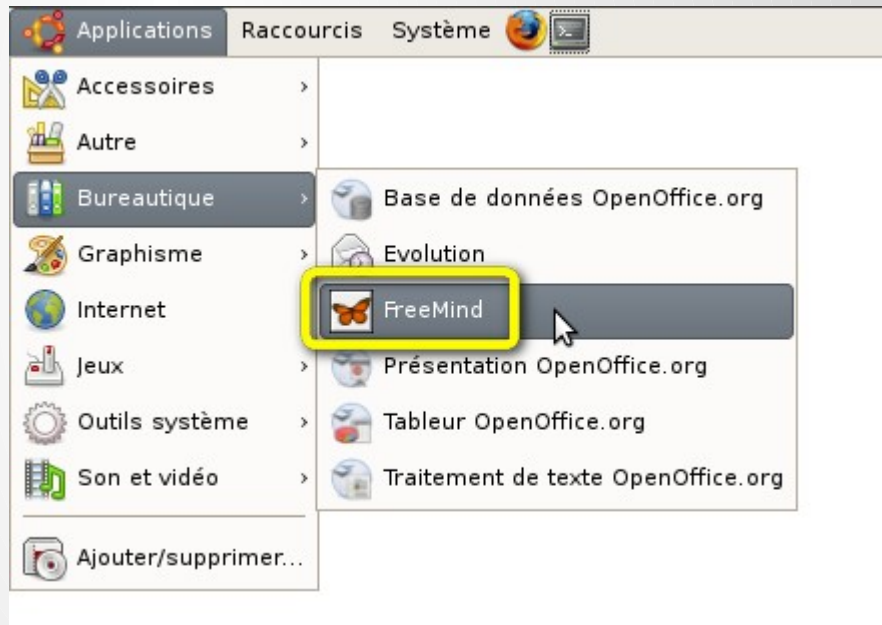 Applications Raccourcis Système
Accessoires
Autre
Bureautique
Graphisme
Internet
Jeux
Outils système
Son et vidéo
Ajouter/supprimer...
Base de données OpenOffice.org
Evolution
FreeMind
Présentation OpenOffice.org
Tableur OpenOffice.org
Traitement de texte OpenOffice.org